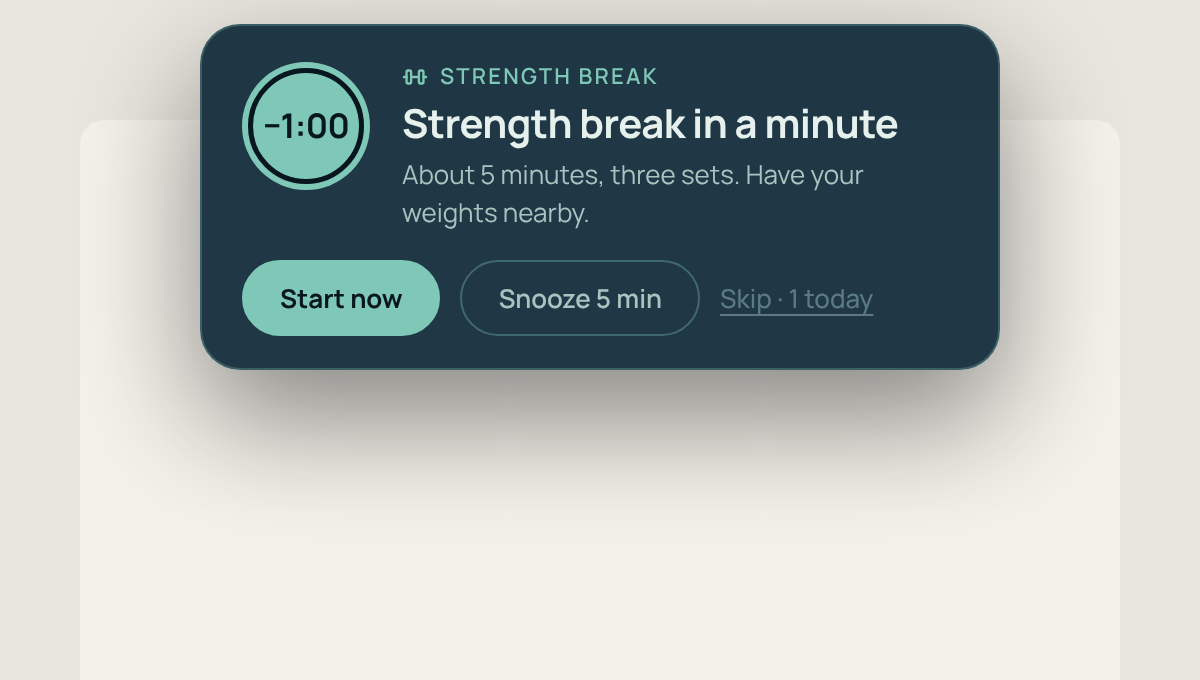 −1:00
STRENGTH BREAK
Strength break in a minute
About 5 minutes, three sets. Have your
weights nearby.
Start now
Snooze 5 min
Skip · 1 today